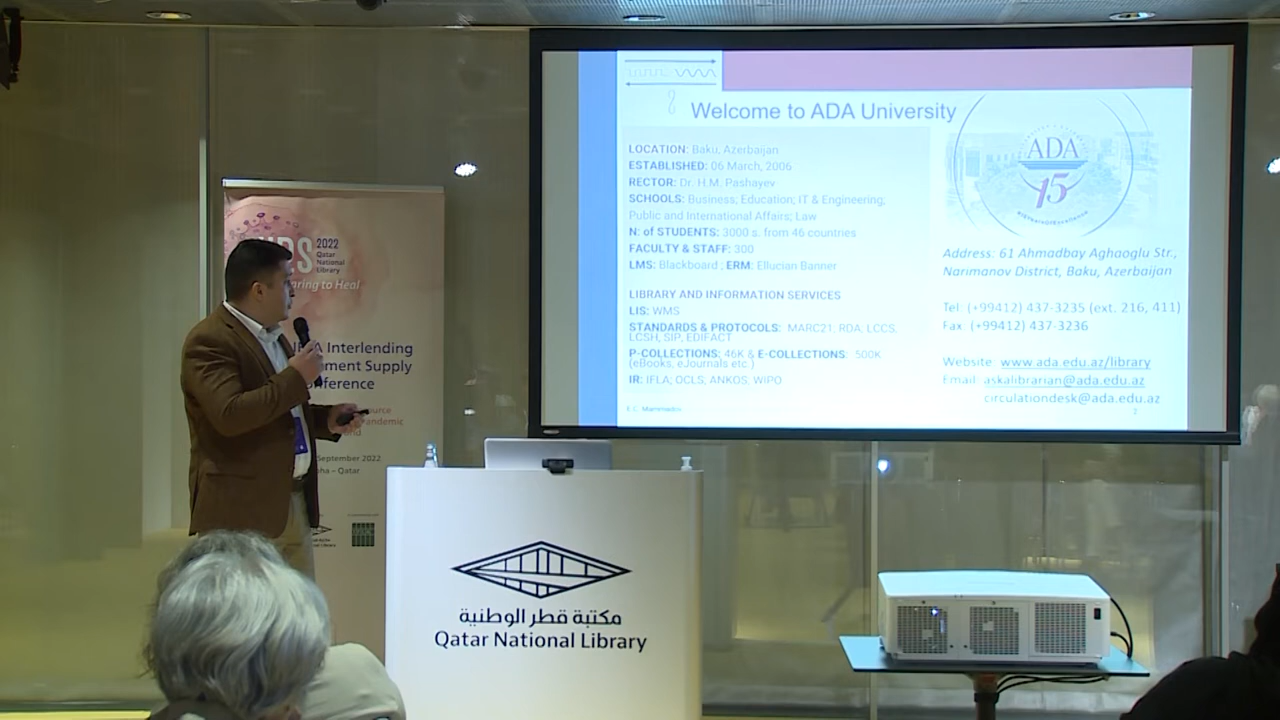 Welcome to ADA University
LOCATION: Baku, Azerbaijan
ESTABLISHED: 06 March, 2006
RECTOR: Dr. H.M. Pashayev
SCHOOLS: Business; Education; IT & Engineering;
Public and International Affairs; Law
N: of STUDENTS: 3000 s. from 46 countries
FACULTY & STAFF: 300
LMS: Blackboard ; ERM: Ellucian Banner
LIBRARY AND INFORMATION SERVICES
LIS: WMS
STANDARDS & PROTOCOLS: MARC21, RDA, LCCS,
LCSH, SIP, EDIFACT
P-COLLECTIONS: 46K & E-COLLECTIONS: 500K
(eBooks, eJournals etc.)
IR: IFLA, OCLS, ANKOS, WIPO
2
ADA
15
Address: 61 Ahmadbay Aghaoglu Str.,
Narimanov District, Baku, Azerbaijan
Tel: (+99412) 437-3235 (ext. 216, 411)
Fax: (+99412) 437-3236
Website: www.ada.edu.az/library
Email: askalibrarian@ada.edu.az
circulationdesk@ada.edu.az
2022
Qatar
National
Library
to Heal
Interlending
Supply
September 2022
– Qatar
مكتبة قطر الوطنية
Qatar National Library